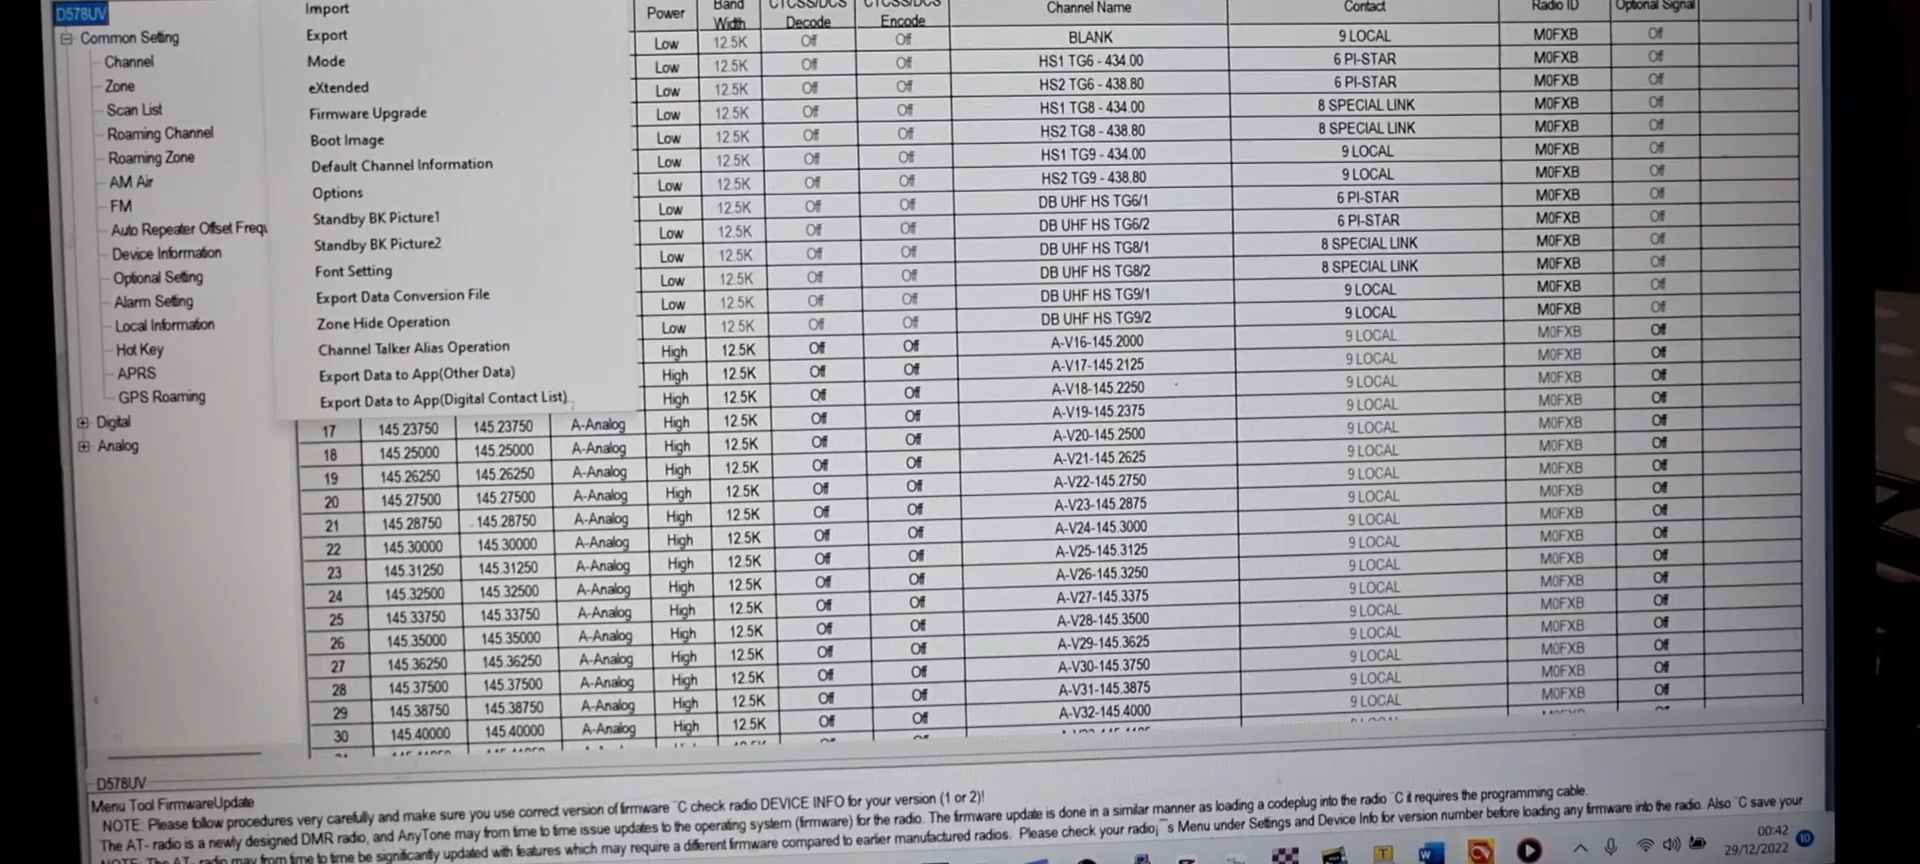 D578UV
Common Setting
Channel
Zone
Scan List
Roaming Channel
Roaming Zone
AM Air
FM
Auto Repeater Offset Frequ
Device Information
Optional Setting
Alarm Setting
Local Information
Hot Key
APRS
GPS Roaming
Digital
Analog
Import
Export
Mode
eXtended
Firmware Upgrade
Boot Image
Default Channel Information
Options
Standby BK Picture1
Standby BK Picture2
Font Setting
Export Data Conversion File
Zone Hide Operation
Channel Talker Alias Operation
Export Data to App(Other Data)
Export Data to App(Digital Contact List)
Power Band Width CTCSS/DCS Decode CTCSS/DCS Encode Channel Name Contact Radio ID Optional Signal
Low 12.5K Off Off BLANK 9 LOCAL M0FXB Off
Low 12.5K Off Off HS1 TG6 - 434.00 6 PI-STAR M0FXB Off
Low 12.5K Off Off HS2 TG6 - 438.80 6 PI-STAR M0FXB Off
Low 12.5K Off Off HS1 TG8 - 434.00 8 SPECIAL LINK M0FXB Off
Low 12.5K Off Off HS2 TG8 - 438.80 8 SPECIAL LINK M0FXB Off
Low 12.5K Off Off HS1 TG9 - 434.00 9 LOCAL M0FXB Off
Low 12.5K Off Off HS2 TG9 - 438.80 9 LOCAL M0FXB Off
Low 12.5K Off Off DB UHF HS TG6/1 6 PI-STAR M0FXB Off
Low 12.5K Off Off DB UHF HS TG6/2 6 PI-STAR M0FXB Off
Low 12.5K Off Off DB UHF HS TG8/1 8 SPECIAL LINK M0FXB Off
Low 12.5K Off Off DB UHF HS TG8/2 8 SPECIAL LINK M0FXB Off
Low 12.5K Off Off DB UHF HS TG9/1 9 LOCAL M0FXB Off
Low 12.5K Off Off DB UHF HS TG9/2 9 LOCAL M0FXB Off
High 12.5K Off Off A-V16-145.2000 9 LOCAL M0FXB Off
High 12.5K Off Off A-V17-145.2125 9 LOCAL M0FXB Off
High 12.5K Off Off A-V18-145.2250 9 LOCAL M0FXB Off
17 145.23750 145.23750 A-Analog High 12.5K Off Off A-V19-145.2375 9 LOCAL M0FXB Off
18 145.25000 145.25000 A-Analog High 12.5K Off Off A-V20-145.2500 9 LOCAL M0FXB Off
19 145.26250 145.26250 A-Analog High 12.5K Off Off A-V21-145.2625 9 LOCAL M0FXB Off
20 145.27500 145.27500 A-Analog High 12.5K Off Off A-V22-145.2750 9 LOCAL M0FXB Off
21 145.28750 145.28750 A-Analog High 12.5K Off Off A-V23-145.2875 9 LOCAL M0FXB Off
22 145.30000 145.30000 A-Analog High 12.5K Off Off A-V24-145.3000 9 LOCAL M0FXB Off
23 145.31250 145.31250 A-Analog High 12.5K Off Off A-V25-145.3125 9 LOCAL M0FXB Off
24 145.32500 145.32500 A-Analog High 12.5K Off Off A-V26-145.3250 9 LOCAL M0FXB Off
25 145.33750 145.33750 A-Analog High 12.5K Off Off A-V27-145.3375 9 LOCAL M0FXB Off
26 145.35000 145.35000 A-Analog High 12.5K Off Off A-V28-145.3500 9 LOCAL M0FXB Off
27 145.36250 145.36250 A-Analog High 12.5K Off Off A-V29-145.3625 9 LOCAL M0FXB Off
28 145.37500 145.37500 A-Analog High 12.5K Off Off A-V30-145.3750 9 LOCAL M0FXB Off
29 145.38750 145.38750 A-Analog High 12.5K Off Off A-V31-145.3875 9 LOCAL M0FXB Off
30 145.40000 145.40000 A-Analog High 12.5K Off Off A-V32-145.4000 9 LOCAL
D578UV
Menu Tool FirmwareUpdate
NOTE: Please follow procedures very carefully and make sure you use correct version of firmware ¨C check radio DEVICE INFO for your version (1 or 2)!
The AT- radio is a newly designed DMR radio, and AnyTone may from time to time issue updates to the operating system (firmware) for the radio. The firmware update is done in a similar manner as loading a codeplug into the radio ¨C it requires the programming cable.
NOTE: The AT- radio may from time to time be significantly updated with features which may require a different firmware compared to earlier manufactured radios. Please check your radio¡¯s Menu under Settings and Device Info for version number before loading any firmware into the radio. Also ¨C save your
00:42
29/12/2022
10